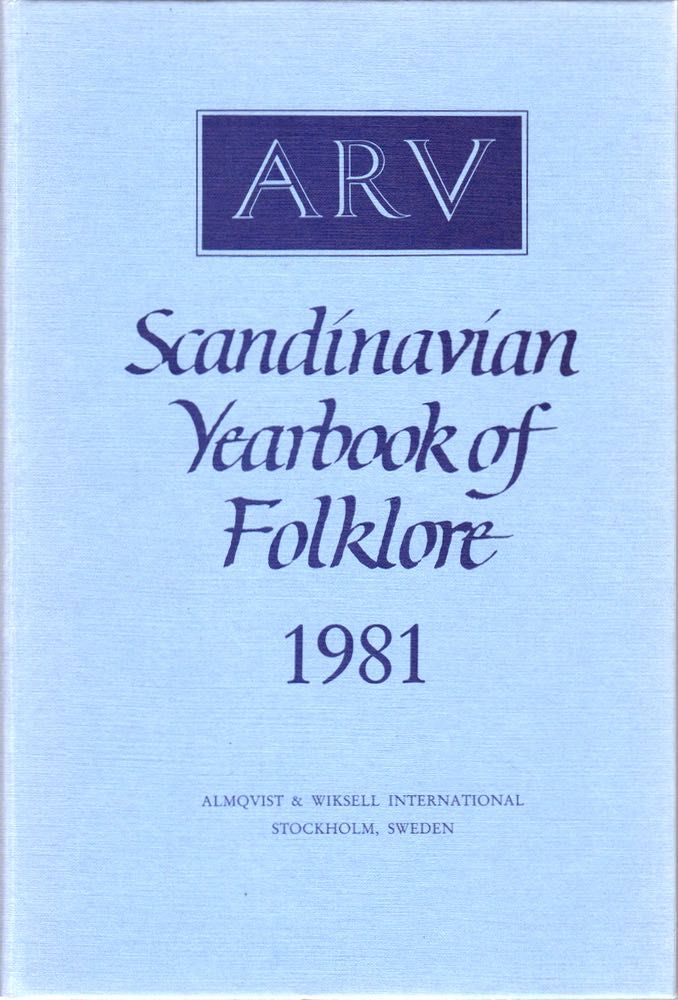 ARV
Scandinavian
Yearbook of
Folklore
1981
ALMQVIST & WIKSELL INTERNATIONAL
STOCKHOLM, SWEDEN